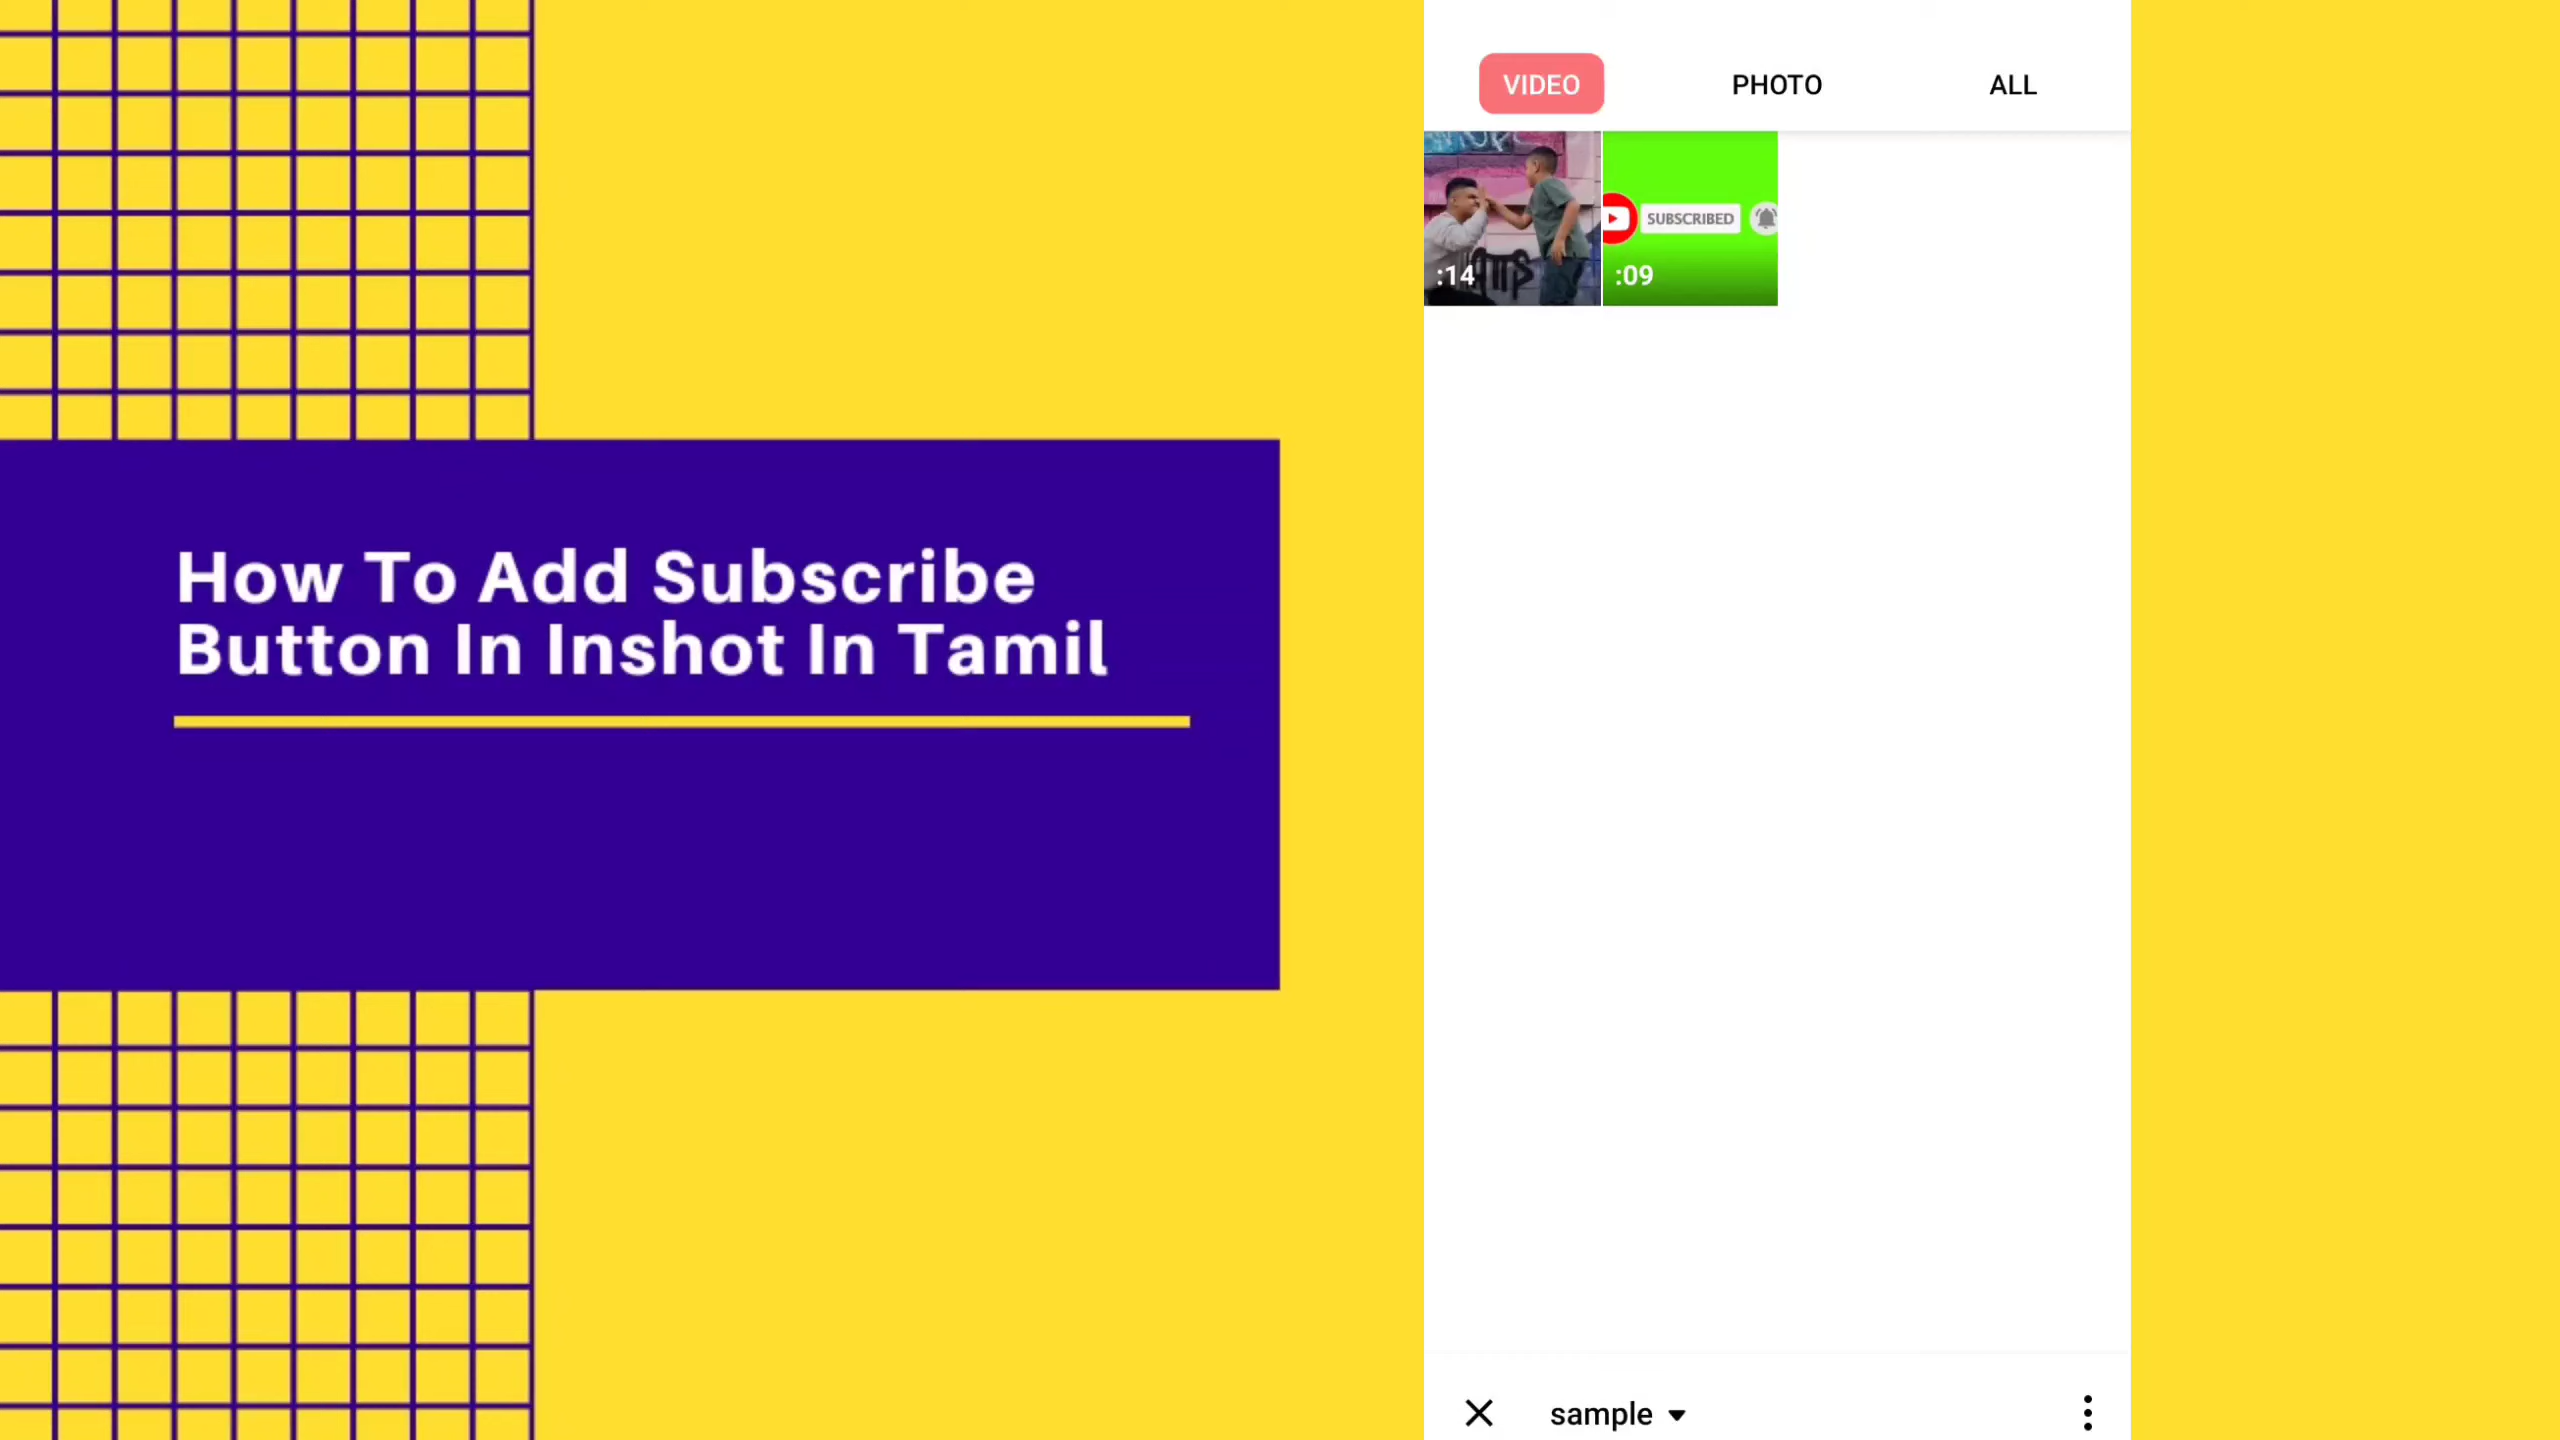 How To Add Subscribe
Button In Inshot In Tamil
VIDEO
PHOTO
ALL
:14
SUBSCRIBED
:09
sample